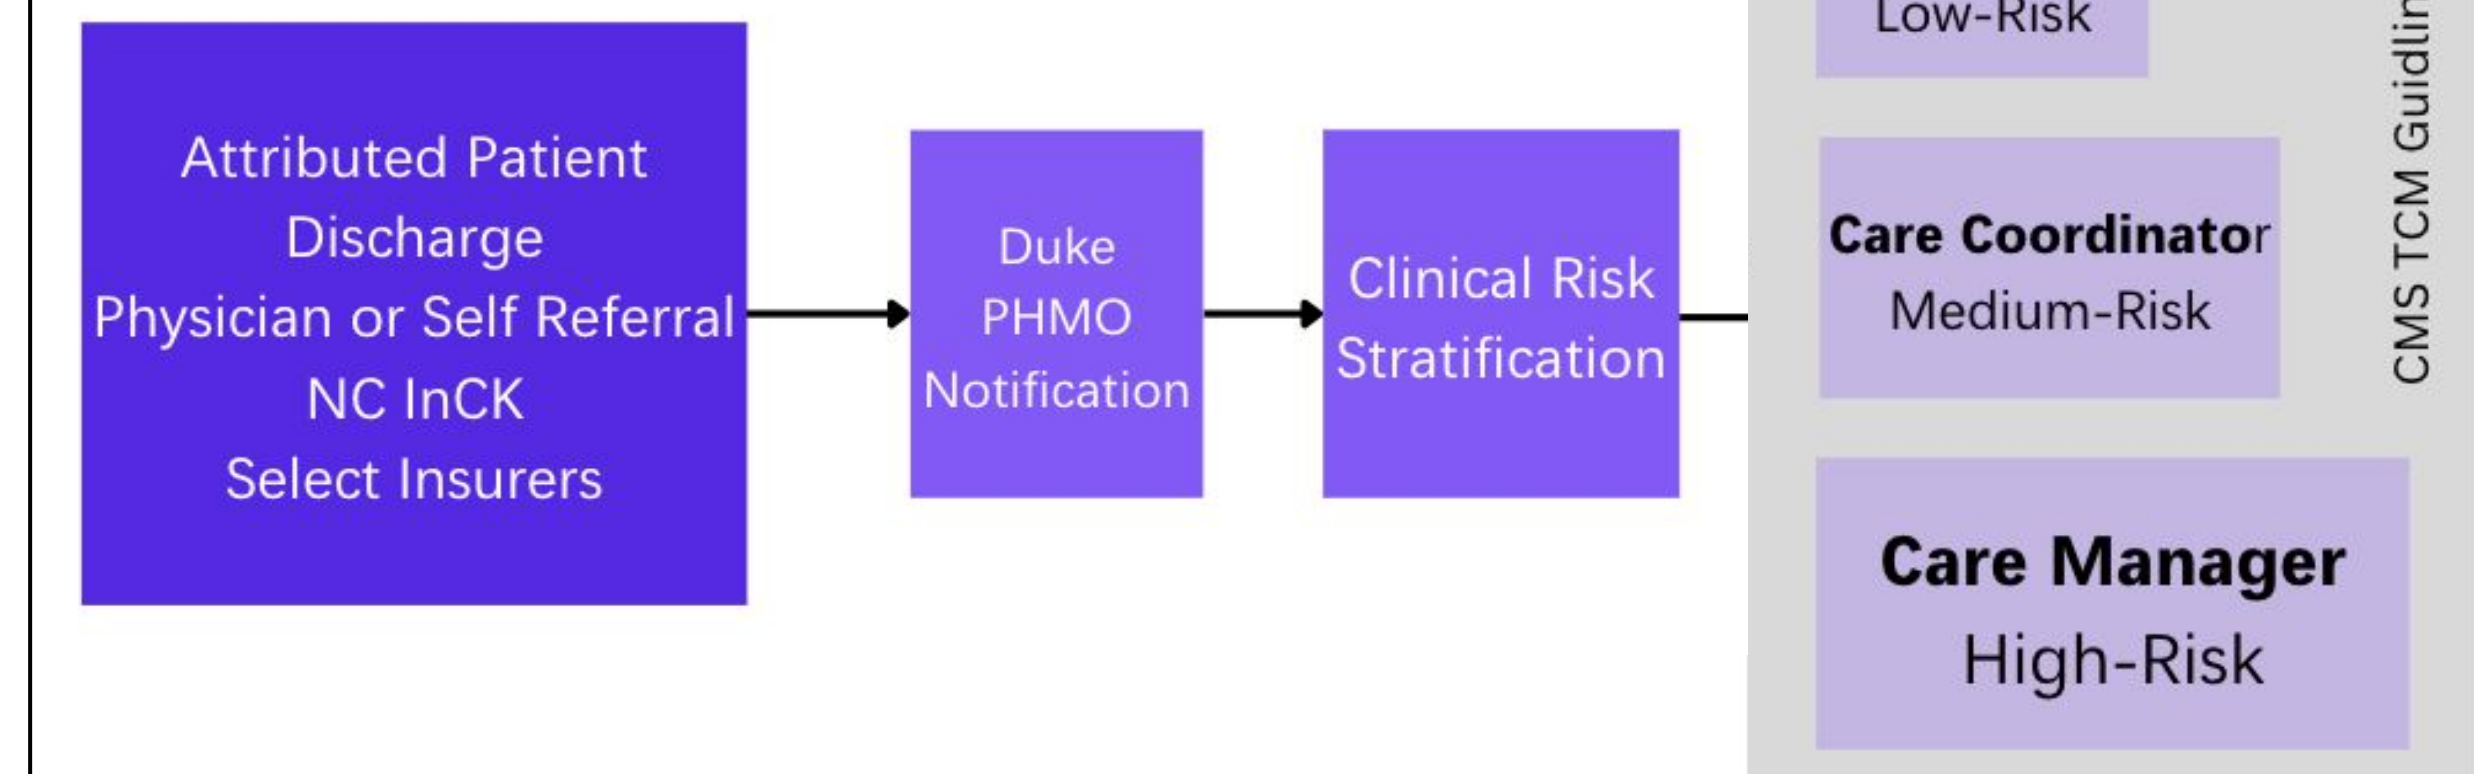 Attributed Patient
Discharge
Physician or Self Referral
NC InCK
Select Insurers
Duke
PHMO
Notification
Clinical Risk
Stratification
Low-Risk
Care Coordinator
Medium-Risk
Care Manager
High-Risk
CMS TCM Guidlin